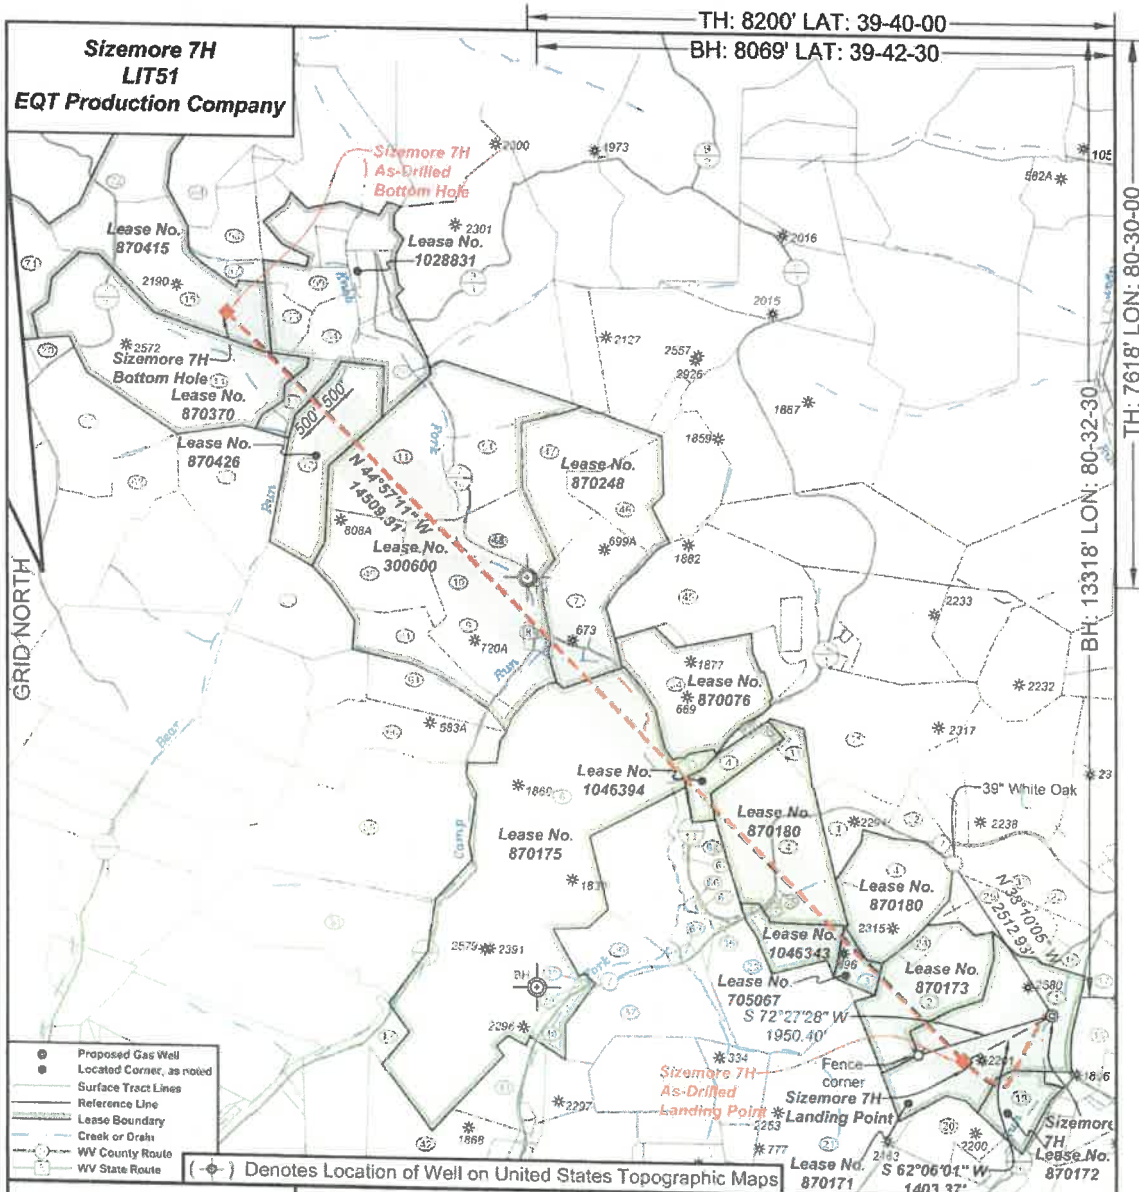 Sizemore 7H
LIT51
EQT Production Company
TH: 8200' LAT: 39-40-00
BH: 8069' LAT: 39-42-30
TH: 7618' LON: 80-30-00
BH: 13318' LON: 80-32-30
GRID NORTH
Sizemore 7H
As-Drilled
Bottom Hole
2300
1973
582A
2301
Lease No.
870415
Lease No.
1028831
2016
2190
2015
2572
Sizemore 7H
Bottom Hole
Lease No.
870370
2127
2557
2926
1867
500' 500'
1859
Lease No.
870426
Fork
Run
N 44°57'11" W
14509.31'
Lease No.
870248
808A
Lease No.
300600
699A
1882
2233
673
720A
Run
1877
Lease No.
870076
669
2232
583A
2317
Bear
Lease No.
1046394
39" White Oak
Lease No.
870180
2238
Camp
Lease No.
870175
Lease No.
870180
N 38°10'05" W
2512.93'
2315
2579
2391
Lease No.
1046343
Lease No.
870173
BH
Fork
Lease No.
705067
2680
S 72°27'28" W
1950.40'
2296
334
Fence
corner
2201
Sizemore 7H
As-Drilled
Landing Point
Sizemore 7H
Landing Point
2297
2253
1868
777
2163
2200
Sizemore
7H
Lease No.
870171
Lease No.
870172
S 62°06'01" W
1403.37'
Proposed Gas Well
Located Corner, as noted
Surface Tract Lines
Reference Line
Lease Boundary
Creek or Drain
WV County Route
WV State Route
( ) Denotes Location of Well on United States Topographic Maps